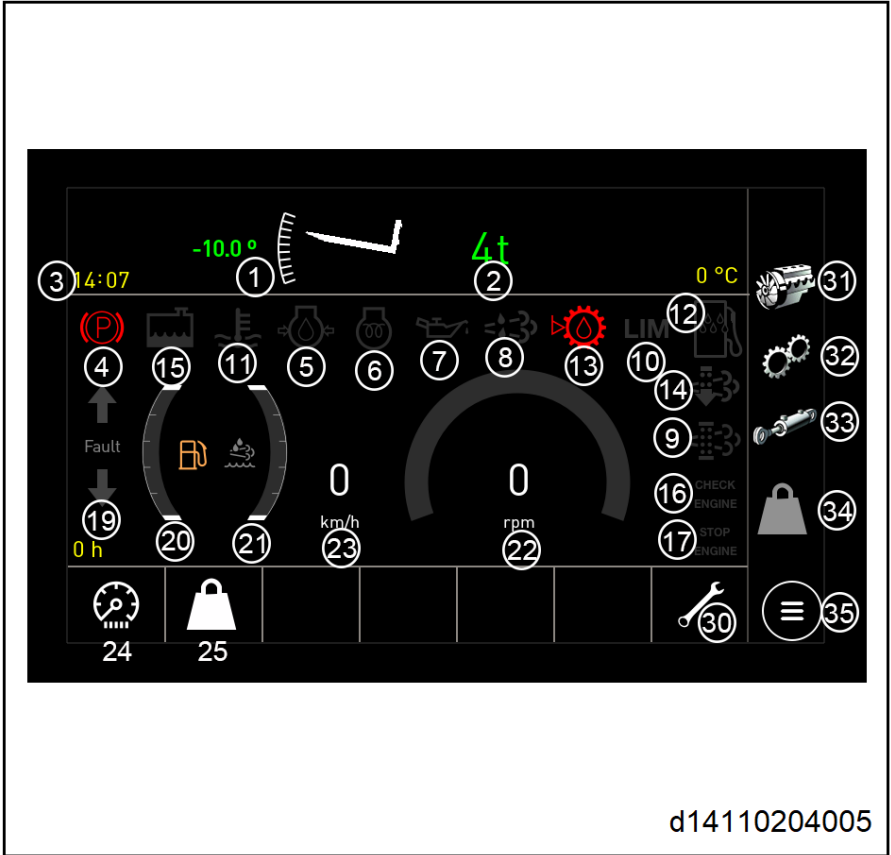 -10.0 °
4t
3 14:07
1
2
0 °C
31
(P)
LIM
12
4
15
11
5
6
7
8
13
10
32
14
Fault
9
33
0
0
CHECK
ENGINE
16
34
19
km/h
rpm
0 h
20
21
23
22
17
STOP
ENGINE
30
35
24
25
d14110204005